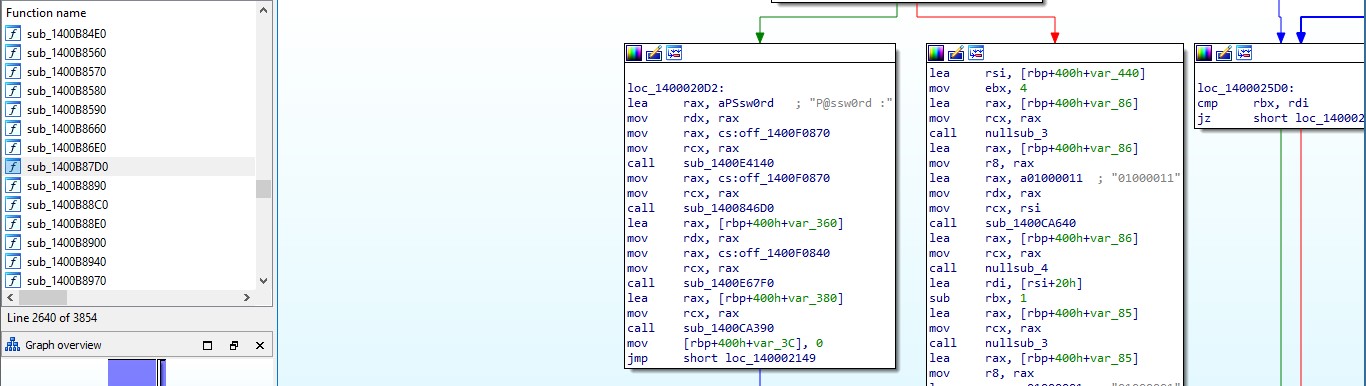 Function name
sub_1400B84E0
sub_1400B8560
sub_1400B8570
sub_1400B8580
sub_1400B8590
sub_1400B8660
sub_1400B86E0
sub_1400B87D0
sub_1400B8890
sub_1400B88C0
sub_1400B88E0
sub_1400B8900
sub_1400B8940
sub_1400B8970
Line 2640 of 3854
Graph overview
loc_1400020D2:
lea rax, aPSsw0rd ; "P@ssw0rd :"
mov rdx, rax
mov rax, cs:off_1400F0870
mov rcx, rax
call sub_1400E4140
mov rax, cs:off_1400F0870
mov rcx, rax
call sub_1400846D0
lea rax, [rbp+400h+var_360]
mov rdx, rax
mov rax, cs:off_1400F0840
mov rcx, rax
call sub_1400E67F0
lea rax, [rbp+400h+var_380]
mov rcx, rax
call sub_1400CA390
mov [rbp+400h+var_3C], 0
jmp short loc_140002149
lea rsi, [rbp+400h+var_440]
mov ebx, 4
lea rax, [rbp+400h+var_86]
mov rcx, rax
call nullsub_3
lea rax, [rbp+400h+var_86]
mov r8, rax
lea rax, a01000011 ; "01000011"
mov rdx, rax
mov rcx, rsi
call sub_1400CA640
lea rax, [rbp+400h+var_86]
mov rcx, rax
call nullsub_4
lea rdi, [rsi+20h]
sub rbx, 1
lea rax, [rbp+400h+var_85]
mov rcx, rax
call nullsub_3
lea rax, [rbp+400h+var_85]
mov r8, rax
loc_1400025D0:
cmp rbx, rdi
jz short loc_140002